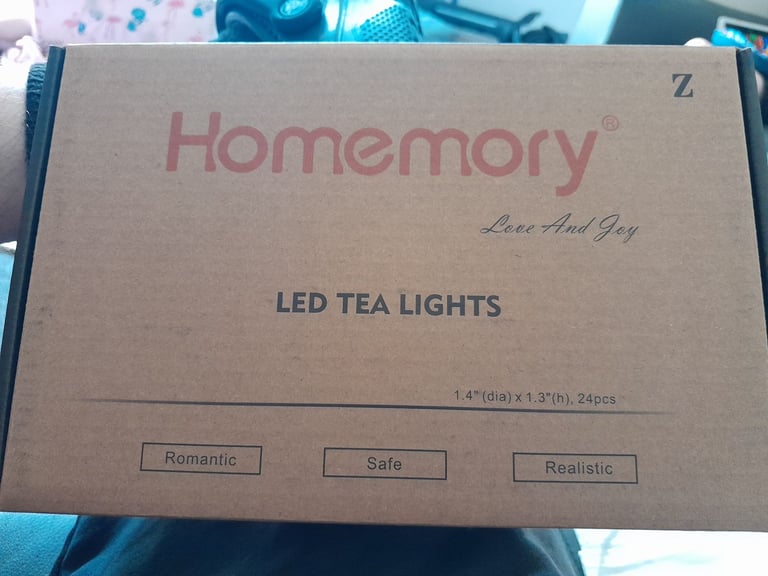 Z
Homemory®
Love And Joy
LED TEA LIGHTS
1.4" (dia) x 1.3"(h), 24pcs
Romantic Safe Realistic